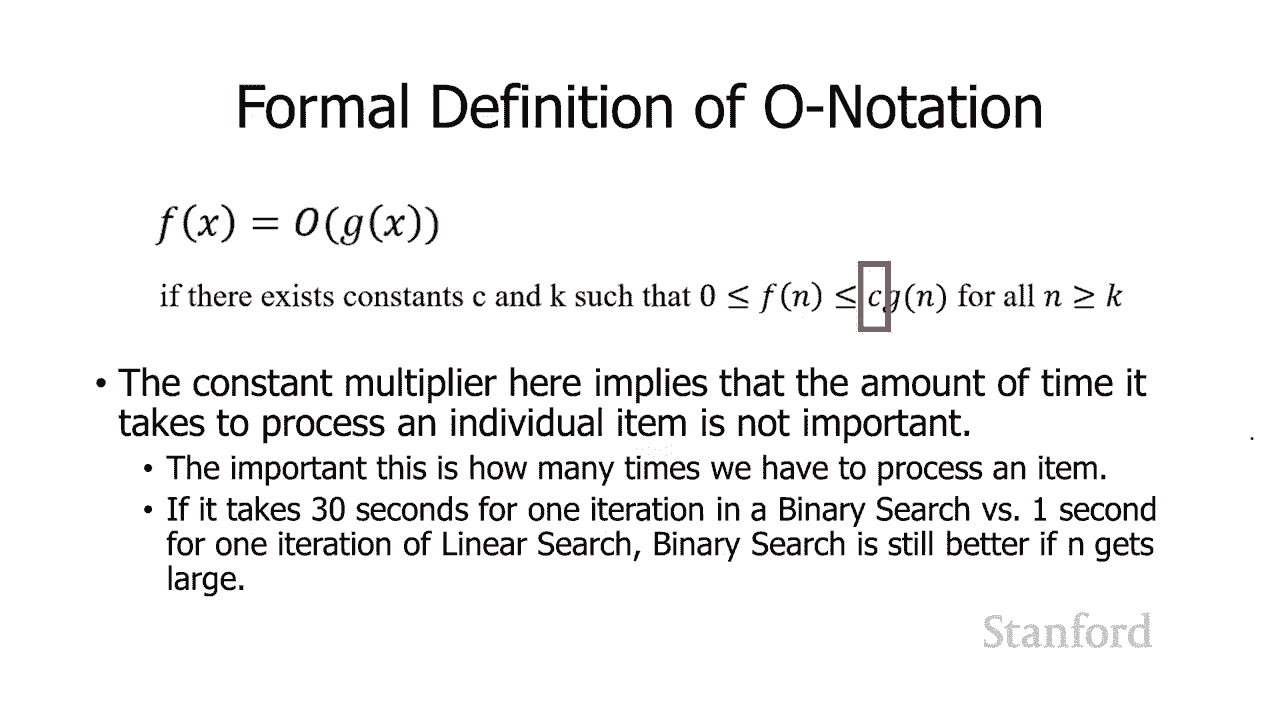 Formal Definition of O-Notation
f(x) = O(g(x))
if there exists constants c and k such that 0 ≤ f(n) ≤ cg(n) for all n ≥ k
• The constant multiplier here implies that the amount of time it
takes to process an individual item is not important.
• The important this is how many times we have to process an item.
• If it takes 30 seconds for one iteration in a Binary Search vs. 1 second
for one iteration of Linear Search, Binary Search is still better if n gets
large.
Stanford